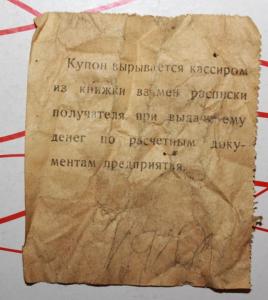 Купон вырывается кассиром
из книжки взамен расписки
получателя при выдаче ему
денег по расчетным доку-
ментам предприятия.